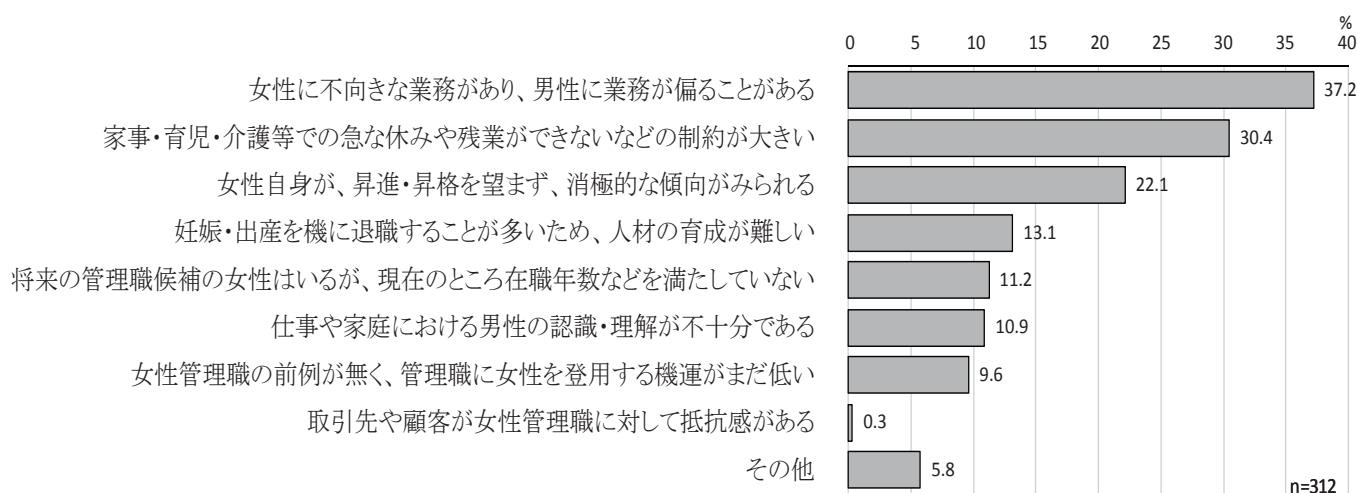 %
0 5 10 15 20 25 30 35 40
女性に不向きな業務があり、男性に業務が偏ることがある 37.2
家事・育児・介護等での急な休みや残業ができないなどの制約が大きい 30.4
女性自身が、昇進・昇格を望まず、消極的な傾向がみられる 22.1
妊娠・出産を機に退職することが多いため、人材の育成が難しい 13.1
将来の管理職候補の女性はいるが、現在のところ在職年数などを満たしていない 11.2
仕事や家庭における男性の認識・理解が不十分である 10.9
女性管理職の前例が無く、管理職に女性を登用する機運がまだ低い 9.6
取引先や顧客が女性管理職に対して抵抗感がある 0.3
その他 5.8
n=312